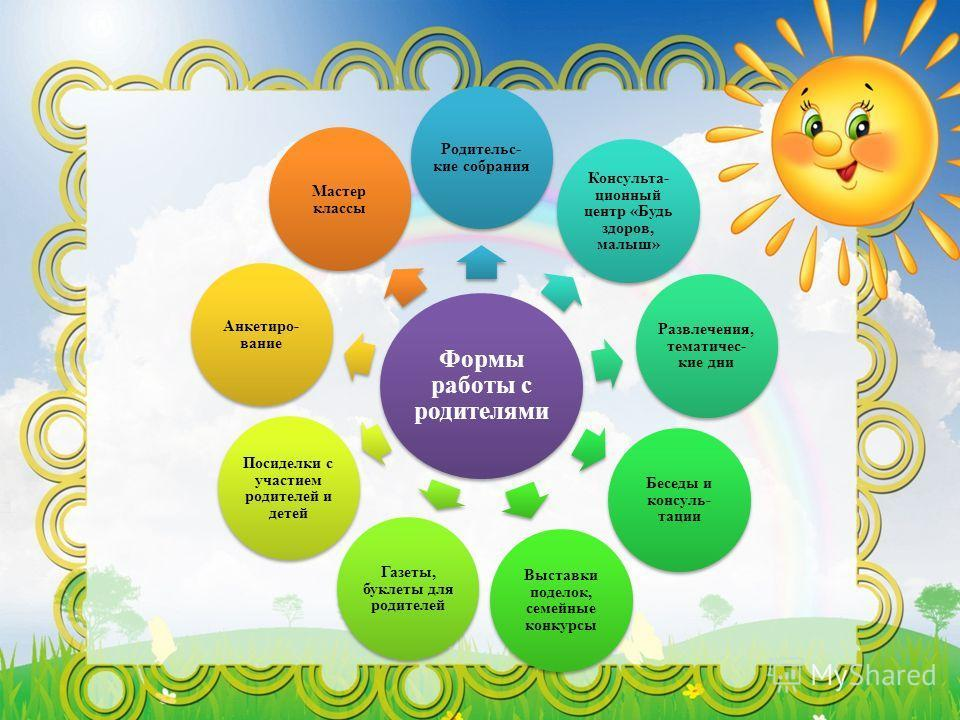 Родительс-
кие собрания
Консульта-
ционный
центр «Будь
здоров,
малыш»
Развлечения,
тематичес-
кие дни
Беседы и
консуль-
тации
Выставки
поделок,
семейные
конкурсы
Газеты,
буклеты для
родителей
Посиделки с
участием
родителей и
детей
Анкетиро-
вание
Мастер
классы
Формы
работы с
родителями
MyShared